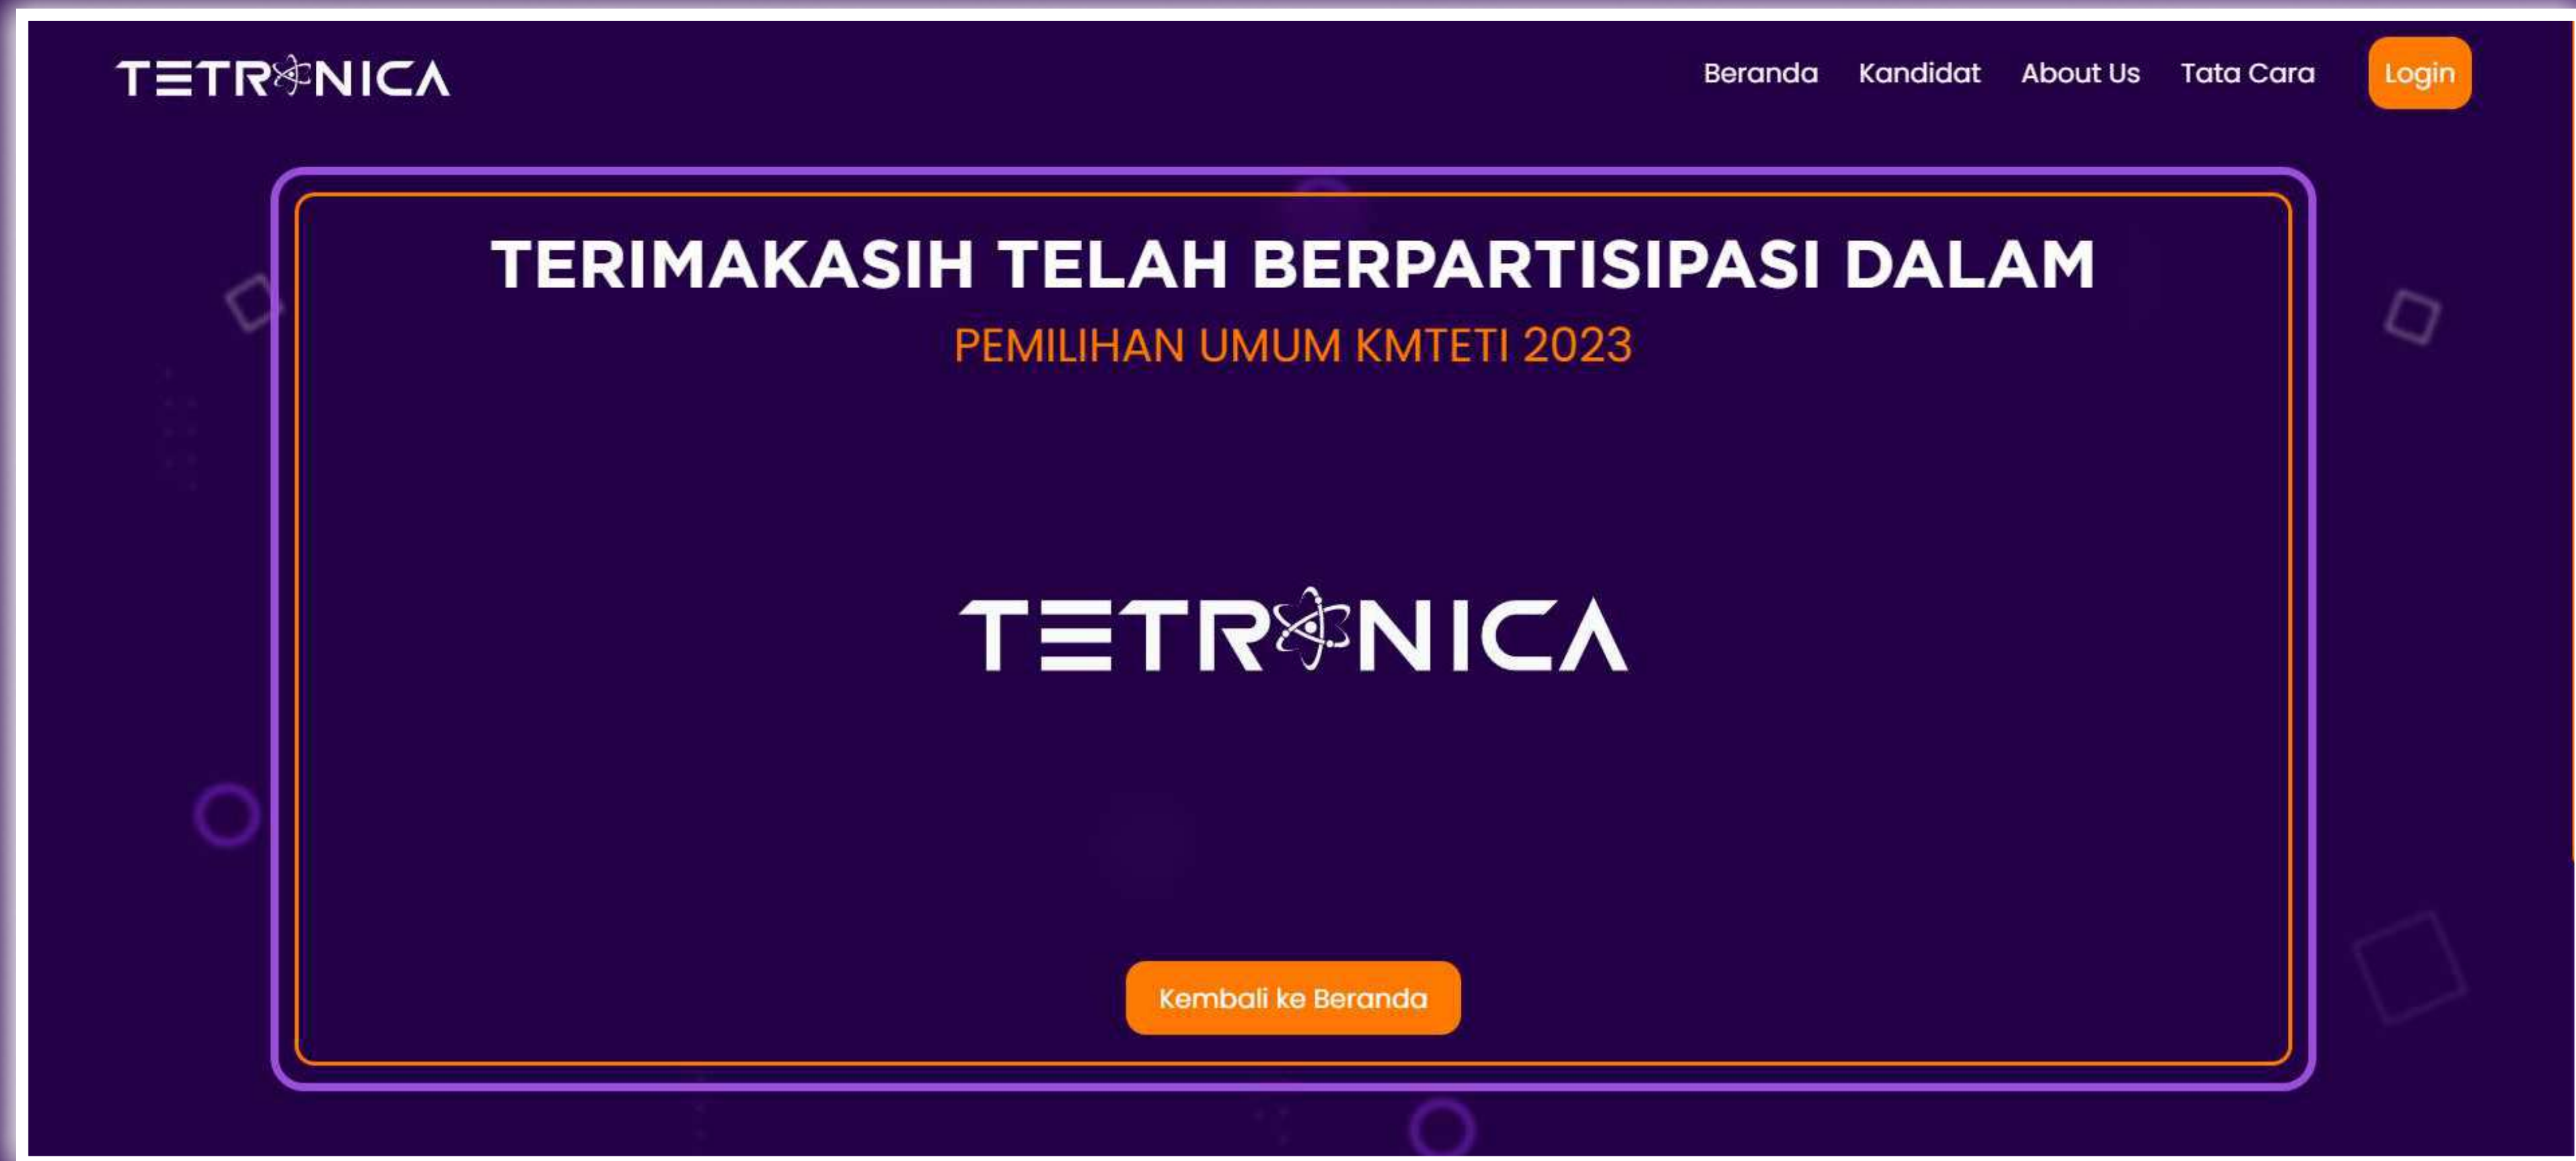 TETRONICA
Beranda Kandidat About Us Tata Cara Login
TERIMAKASIH TELAH BERPARTISIPASI DALAM
PEMILIHAN UMUM KMTETI 2023
TETRONICA
Kembali ke Beranda